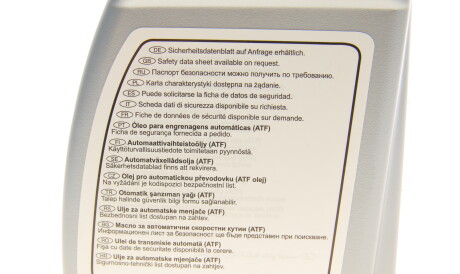 DE Sicherheitsdatenblatt auf Anfrage erhältlich.
GB Safety data sheet available on request.
RU Паспорт безопасности можно получить по требованию.
PL Karta charakterystyki dostępna na żądanie.
ES Puede solicitarse la ficha de datos de seguridad.
IT Scheda dati di sicurezza disponibile su richiesta.
FR Fiche de données de sécurité disponible sur demande.
PT Óleo para engrenagens automáticas (ATF)
Ficha de segurança fornecida a pedido.
FI Automaattivaihteistoöljy (ATF)
Käyttöturvallisuustiedote toimitetaan pyynnöstä.
SE Automatväxellådsolja (ATF)
Säkerhetsdatablad finns att rekvirera.
CZ Olej pro automatickou převodovku (ATF olej)
Na vyžádání je k dispozici bezpečnostní list.
TR Otomatik şanzıman yağı (ATF)
Talep halinde güvenlik bilgi formu sağlanabilir.
RS Ulje za automatske menjače (ATF)
Bezbednosni list dostupan na zahtev.
BG Масло за автоматични скоростни кутии (ATF)
Информационен лист за безопасност ще бъде представен при поискване.
RO Ulei de transmisie automată (ATF)
Fișa cu date de securitate disponibilă la cerere.
HR Ulje za automatske mjenjače (ATF)
Sigurnosno-tehnički list dostupan na zahtjev.